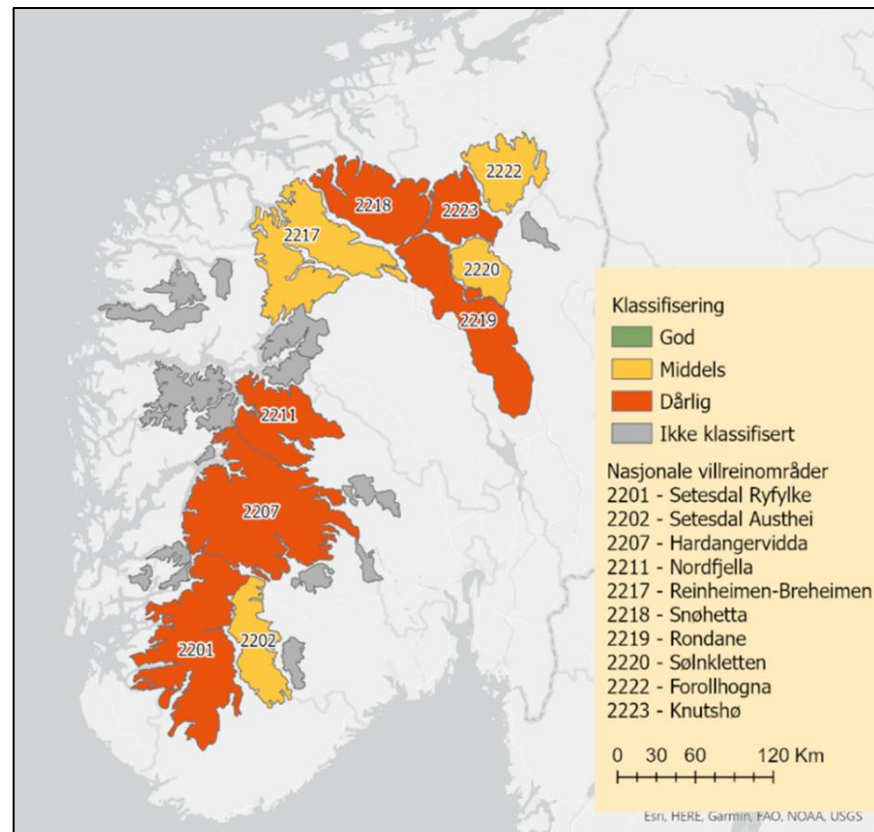 2222
2218
2223
2217
2220
2219
2211
2207
2202
2201
Klassifisering
God
Middels
Dårlig
Ikke klassifisert
Nasjonale villreinområder
2201 - Setesdal Ryfylke
2202 - Setesdal Austhei
2207 - Hardangervidda
2211 - Nordfjella
2217 - Reinheimen-Breheimen
2218 - Snøhetta
2219 - Rondane
2220 - Sølnkletten
2222 - Forollhogna
2223 - Knutshø
0 30 60 120 Km
Esri, HERE, Garmin, FAO, NOAA, USGS